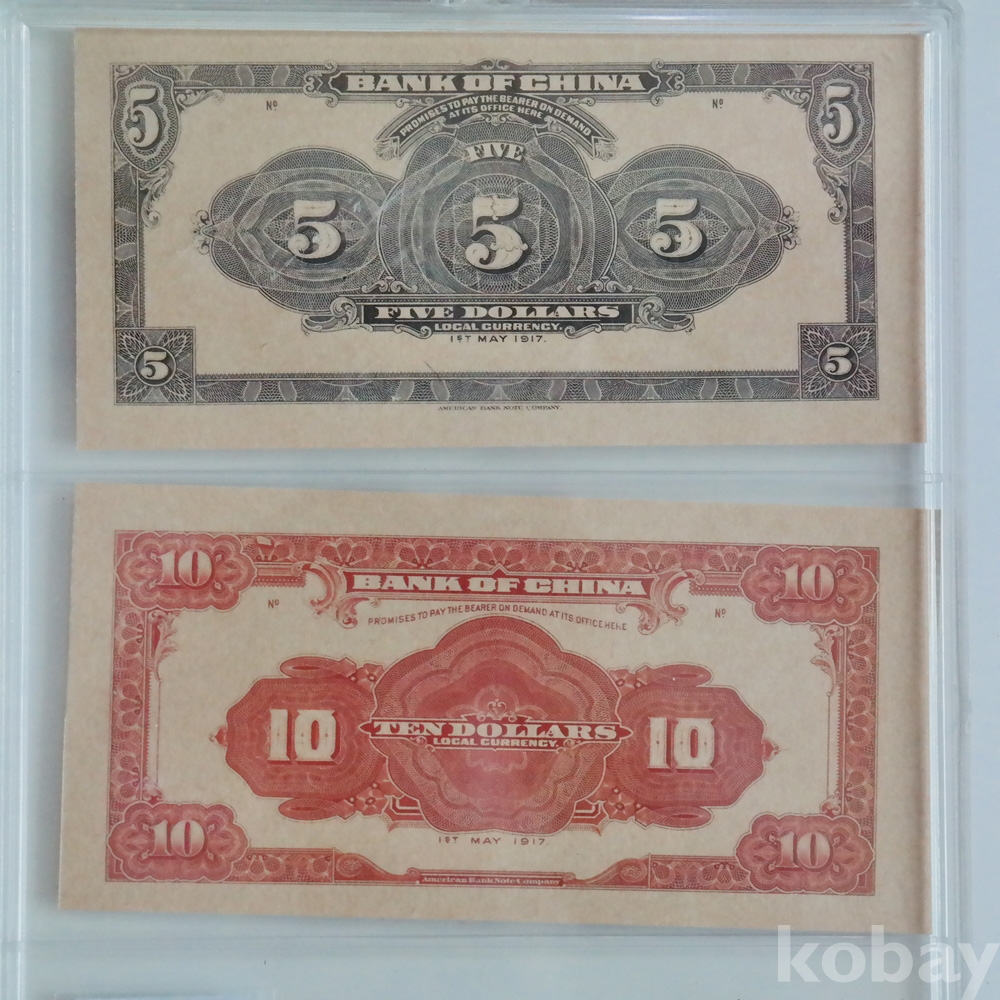 BANK OF CHINA
5 Nº Nº 5
PROMISES TO PAY THE BEARER ON DEMAND
AT ITS OFFICE HERE
FIVE
5 5 5
FIVE DOLLARS
LOCAL CURRENCY.
1ST MAY 1917.
5 5
AMERICAN BANK NOTE COMPANY.
10 10
BANK OF CHINA
Nº Nº
PROMISES TO PAY THE BEARER ON DEMAND AT ITS OFFICE HERE
10 TEN DOLLARS 10
LOCAL CURRENCY.
10 10
1ST MAY 1917.
American Bank Note Company
kobay